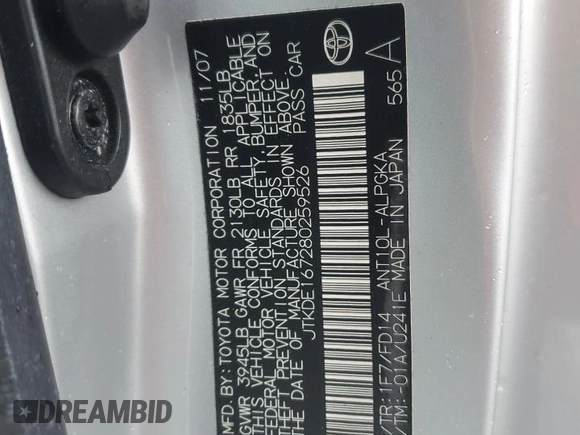 MFD.BY:TOYOTA MOTOR CORPORATION 11/07
GVWR 3945LB GAWR FR 2130LB RR 1835LB
THIS VEHICLE CONFORMS TO ALL APPLICABLE
FEDERAL MOTOR VEHICLE SAFETY, BUMPER, AND
THEFT PREVENTION STANDARDS IN EFFECT ON
THE DATE OF MANUFACTURE SHOWN ABOVE.
JTKDE167280259526 PASS CAR
/TR:1F7/FD14 ANT10L-ALPGKA
/TM:-01A/U241E MADE IN JAPAN 565 A
FIRSTBID.COM